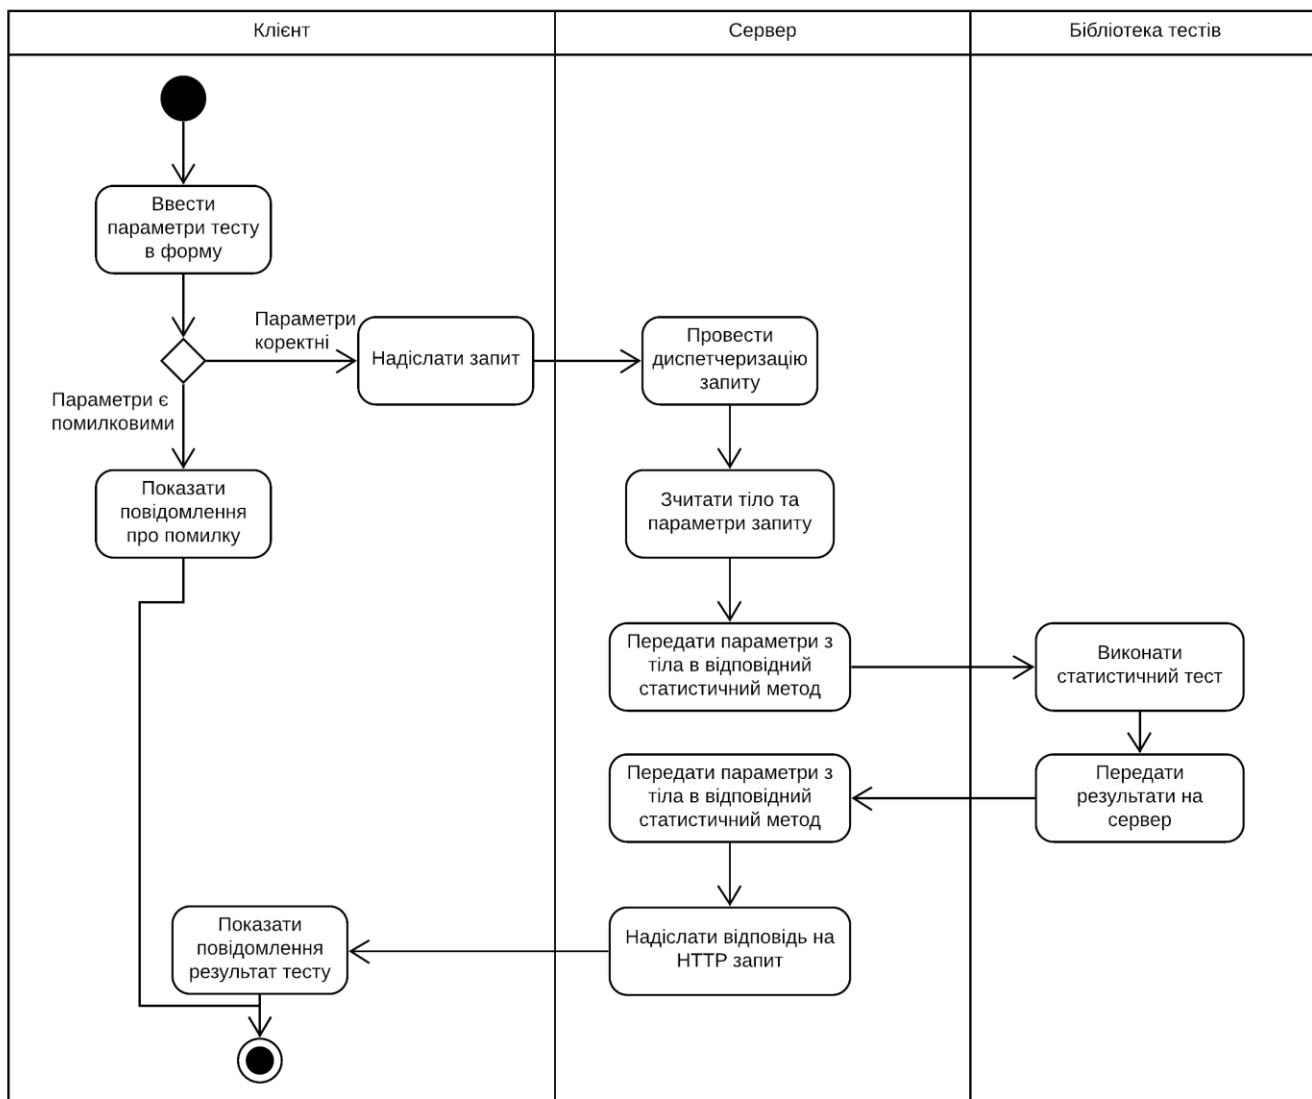 Клієнт
Сервер
Бібліотека тестів
Ввести
параметри тесту
в форму
Параметри
коректні
Надіслати запит
Провести
диспетчеризацію
запиту
Параметри є
помилковими
Показати
повідомлення
про помилку
Зчитати тіло та
параметри запиту
Передати параметри з
тіла в відповідний
статистичний метод
Виконати
статистичний тест
Передати параметри з
тіла в відповідний
статистичний метод
Передати
результати на
сервер
Показати
повідомлення
результат тесту
Надіслати відповідь на
HTTP запит